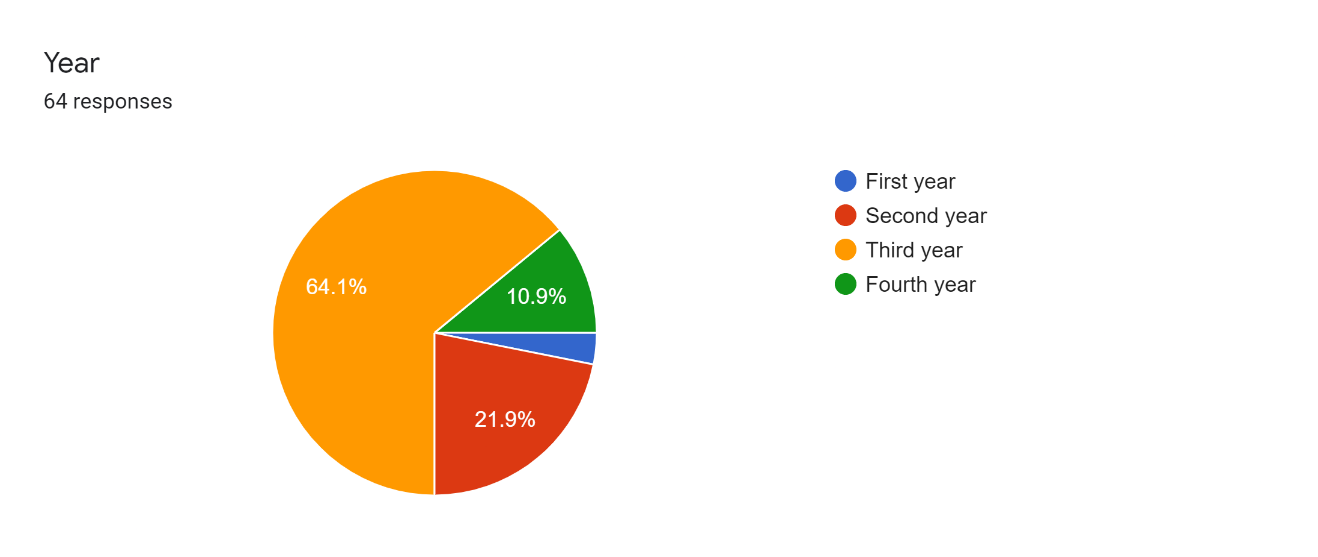 Year
64 responses
First year
Second year
Third year
Fourth year
64.1%
10.9%
21.9%